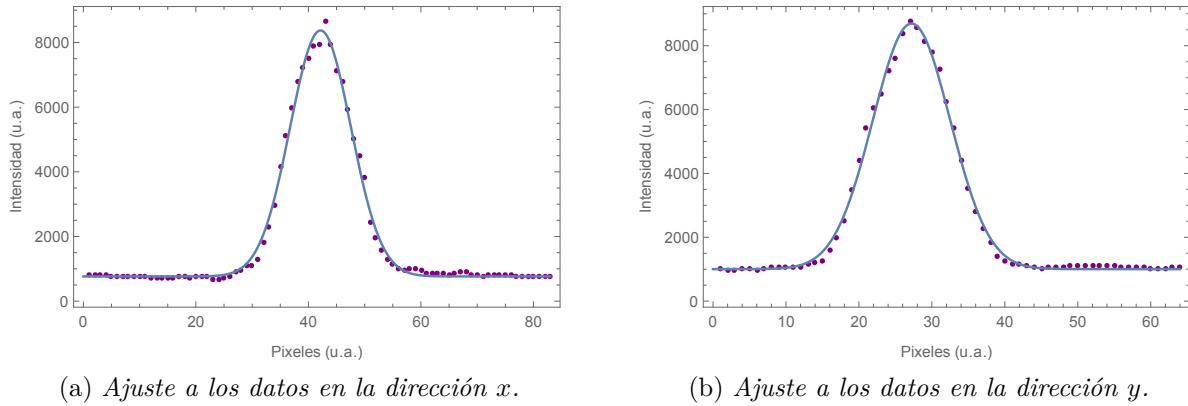 8000
6000
4000
2000
0
Intensidad (u.a.)
0 20 40 60 80
Pixeles (u.a.)
(a) Ajuste a los datos en la dirección x.
8000
6000
4000
2000
0
Intensidad (u.a.)
0 10 20 30 40 50 60
Pixeles (u.a.)
(b) Ajuste a los datos en la dirección y.